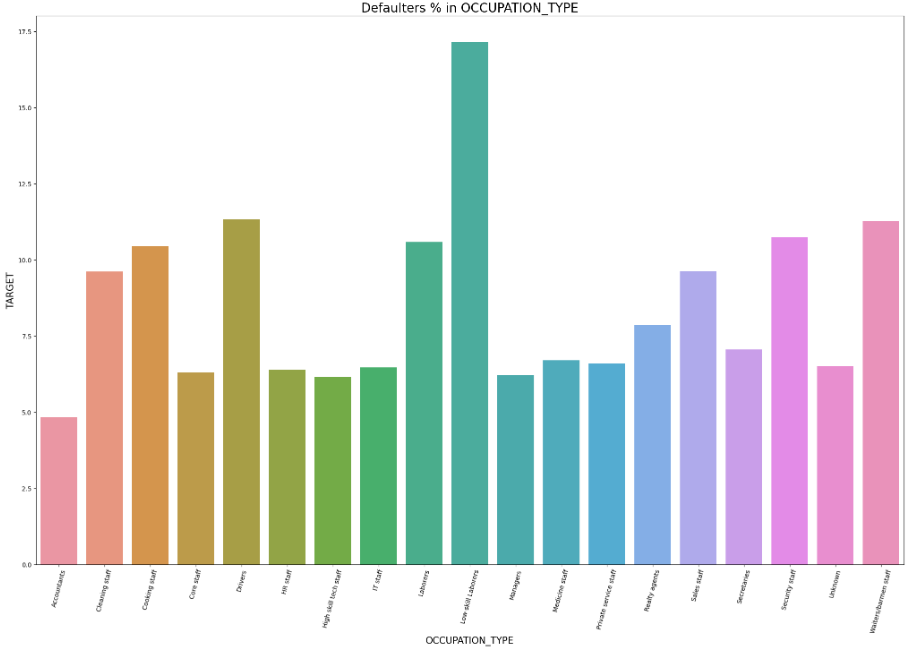 Defaulters % in OCCUPATION_TYPE
17.5
15.0
12.5
10.0
7.5
5.0
2.5
0.0
TARGET
Accountants
Cleaning staff
Cooking staff
Core staff
Drivers
HR staff
High skill tech staff
IT staff
Laborers
Low-skill Laborers
Managers
Medicine staff
Private service staff
Realty agents
Sales staff
Secretaries
Security staff
Unknown
Waiters/barmen staff
OCCUPATION_TYPE